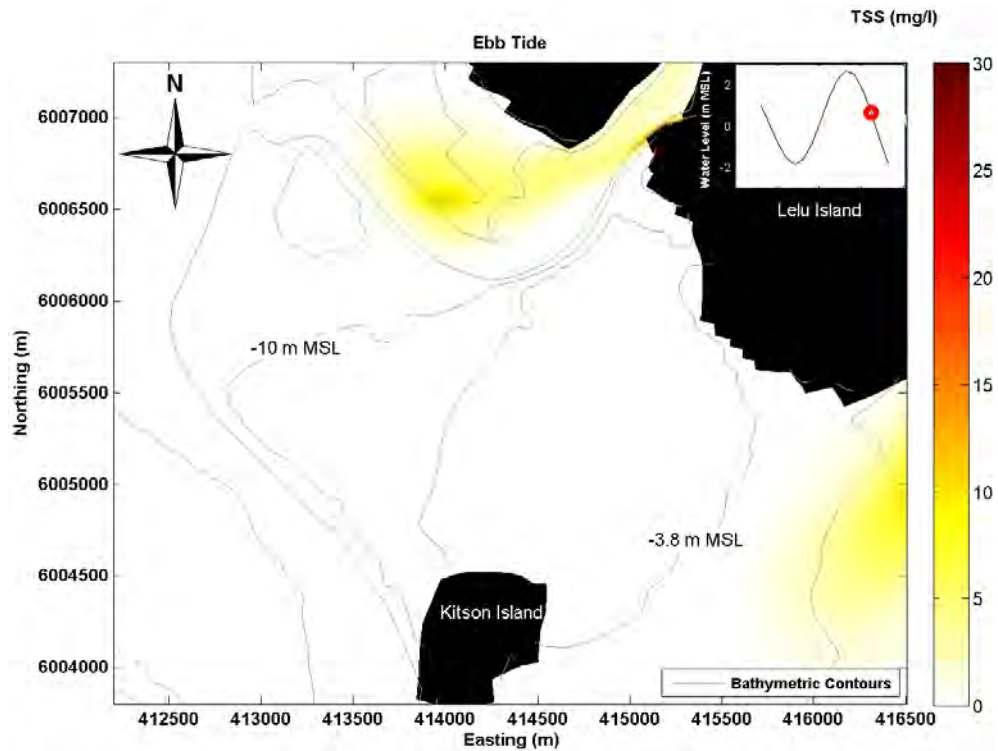 TSS (mg/l)
Ebb Tide
N
30
25
20
15
10
5
0
Water Level (m MSL)
2
0
-2
Lelu Island
6007000
6006500
6006000
6005500
6005000
6004500
6004000
Northing (m)
-10 m MSL
-3.8 m MSL
Kitson Island
Bathymetric Contours
412500 413000 413500 414000 414500 415000 415500 416000 416500
Easting (m)